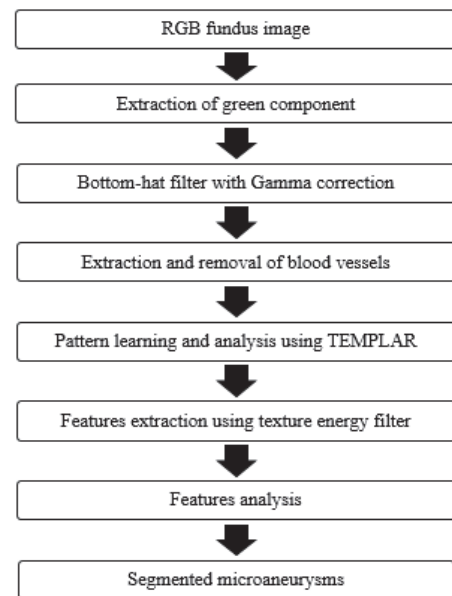 RGB fundus image
Extraction of green component
Bottom-hat filter with Gamma correction
Extraction and removal of blood vessels
Pattern learning and analysis using TEMPLAR
Features extraction using texture energy filter
Features analysis
Segmented microaneurysms